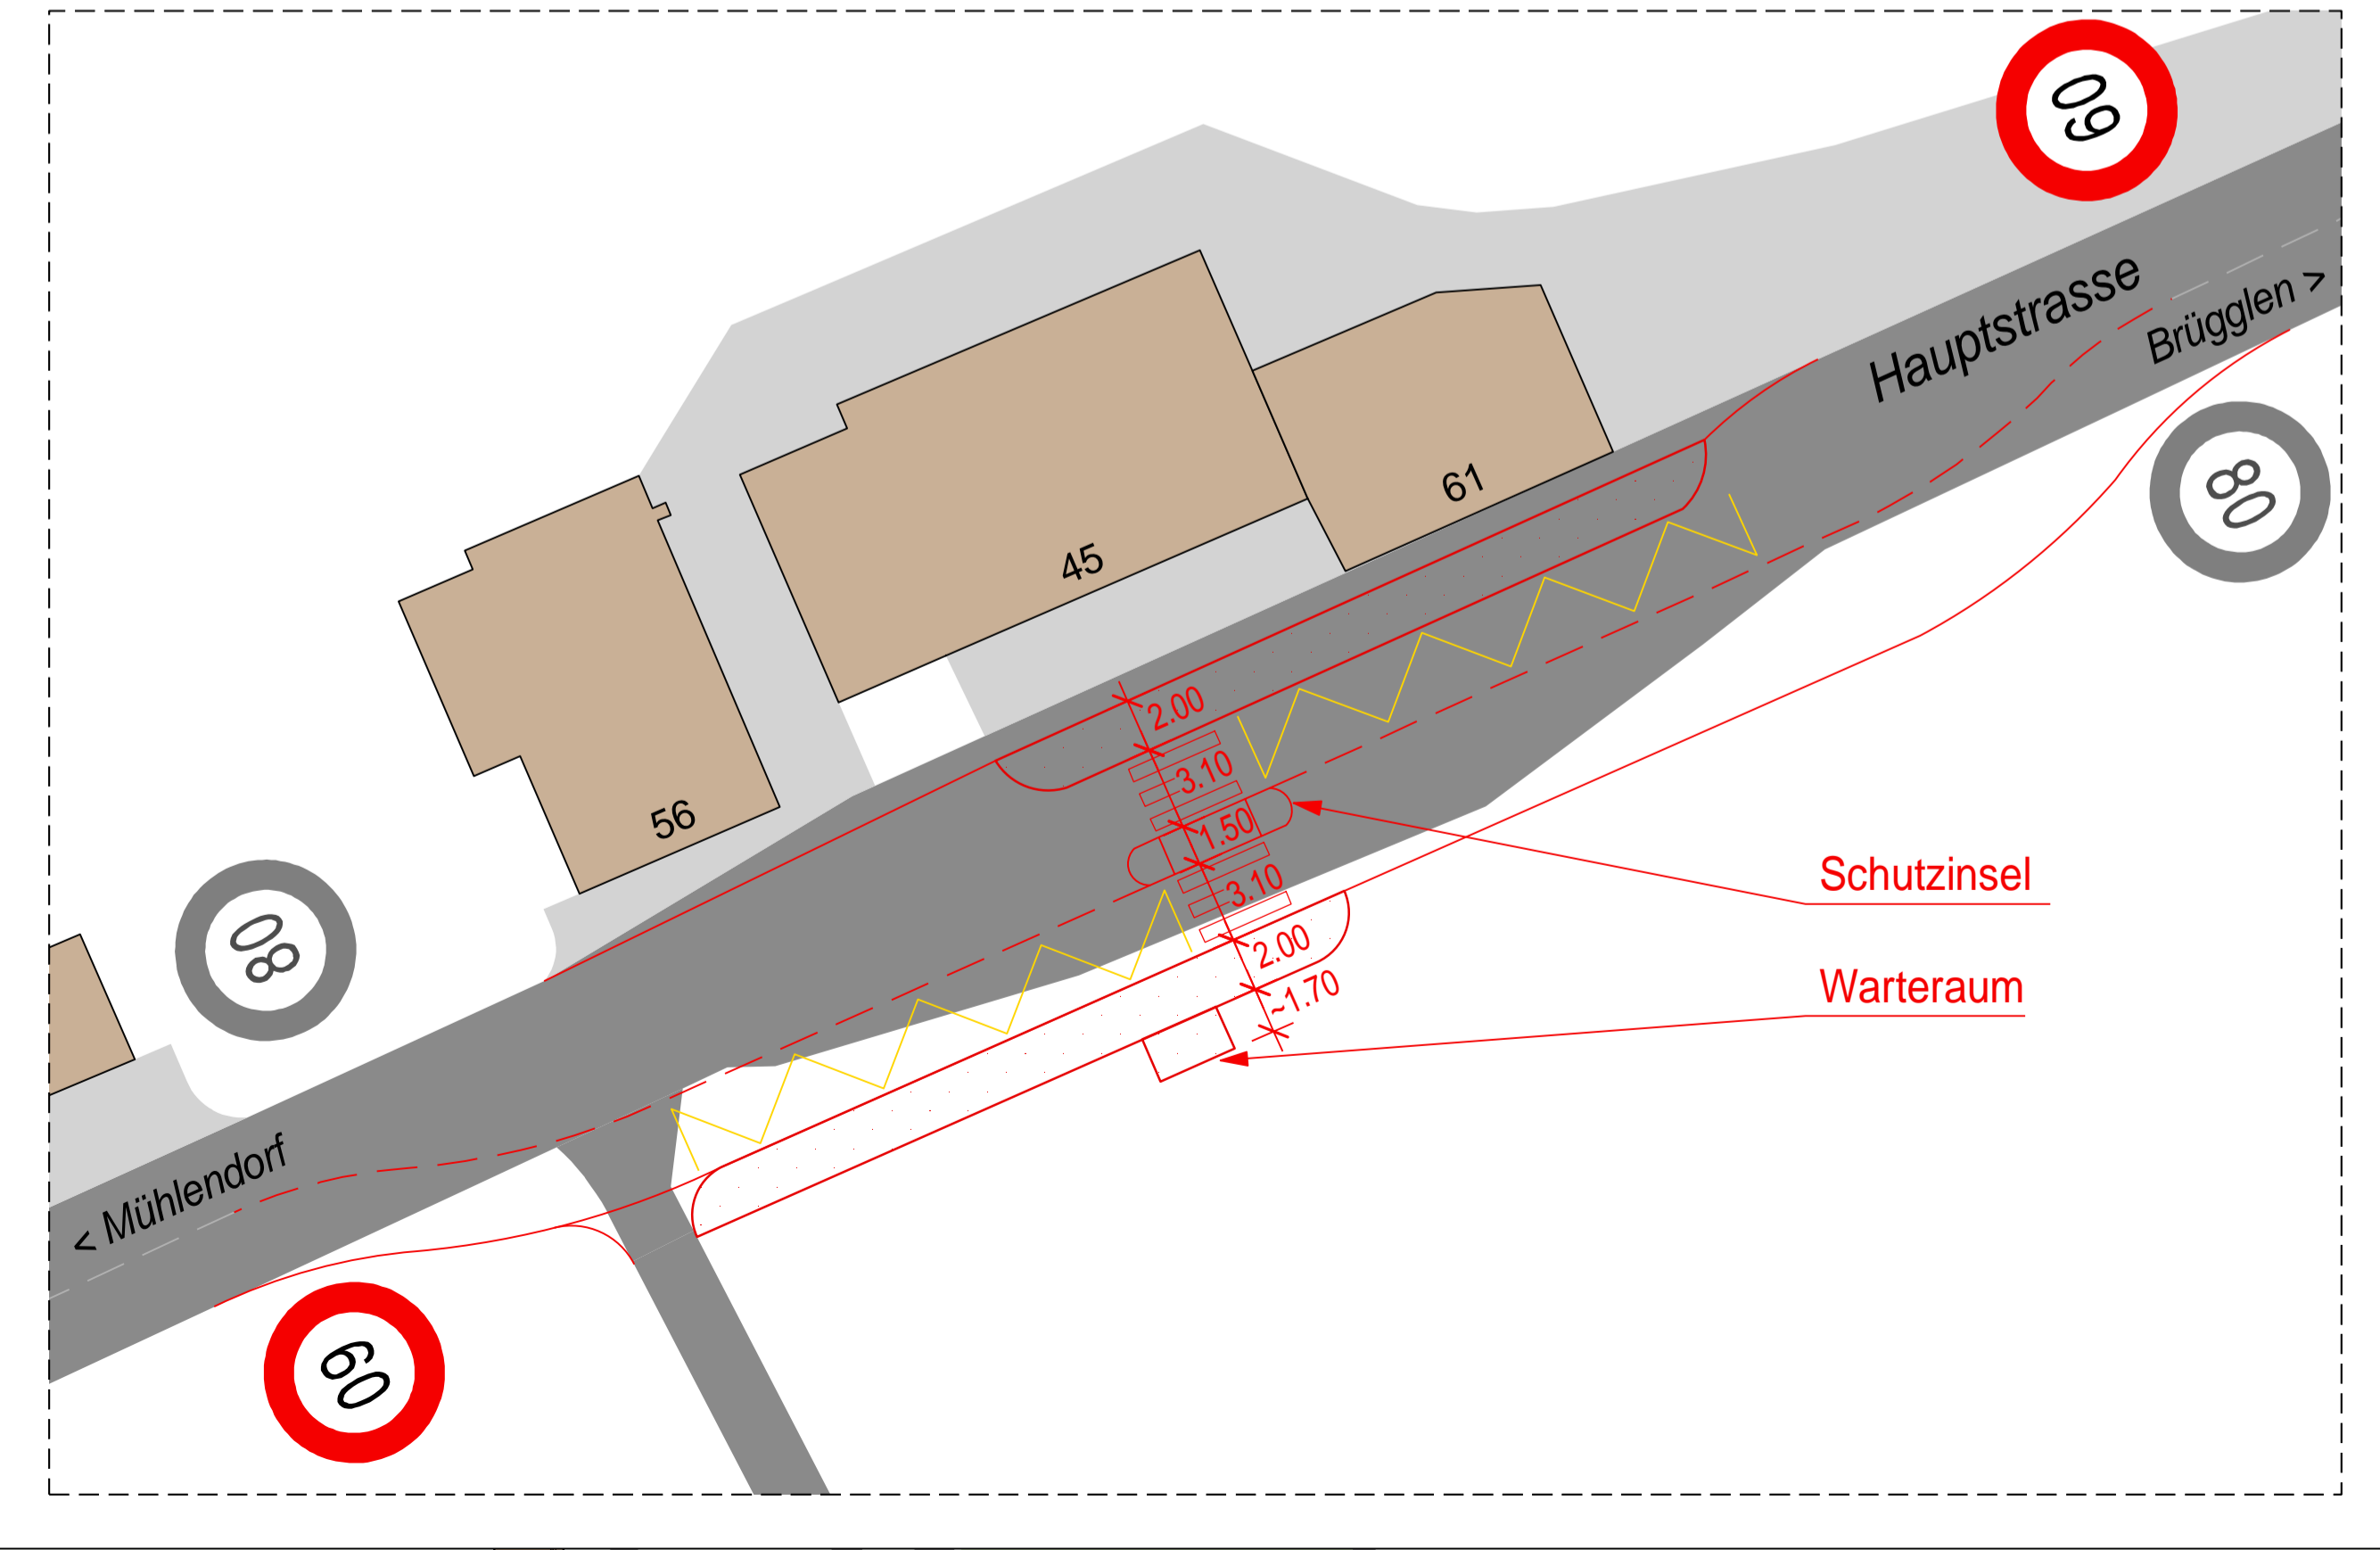 60
Hauptstrasse
Brügglen >
80
61
45
56
2.00
3.10
1.50
3.10
2.00
~1.70
Schutzinsel
Warteraum
80
< Mühlendorf
60